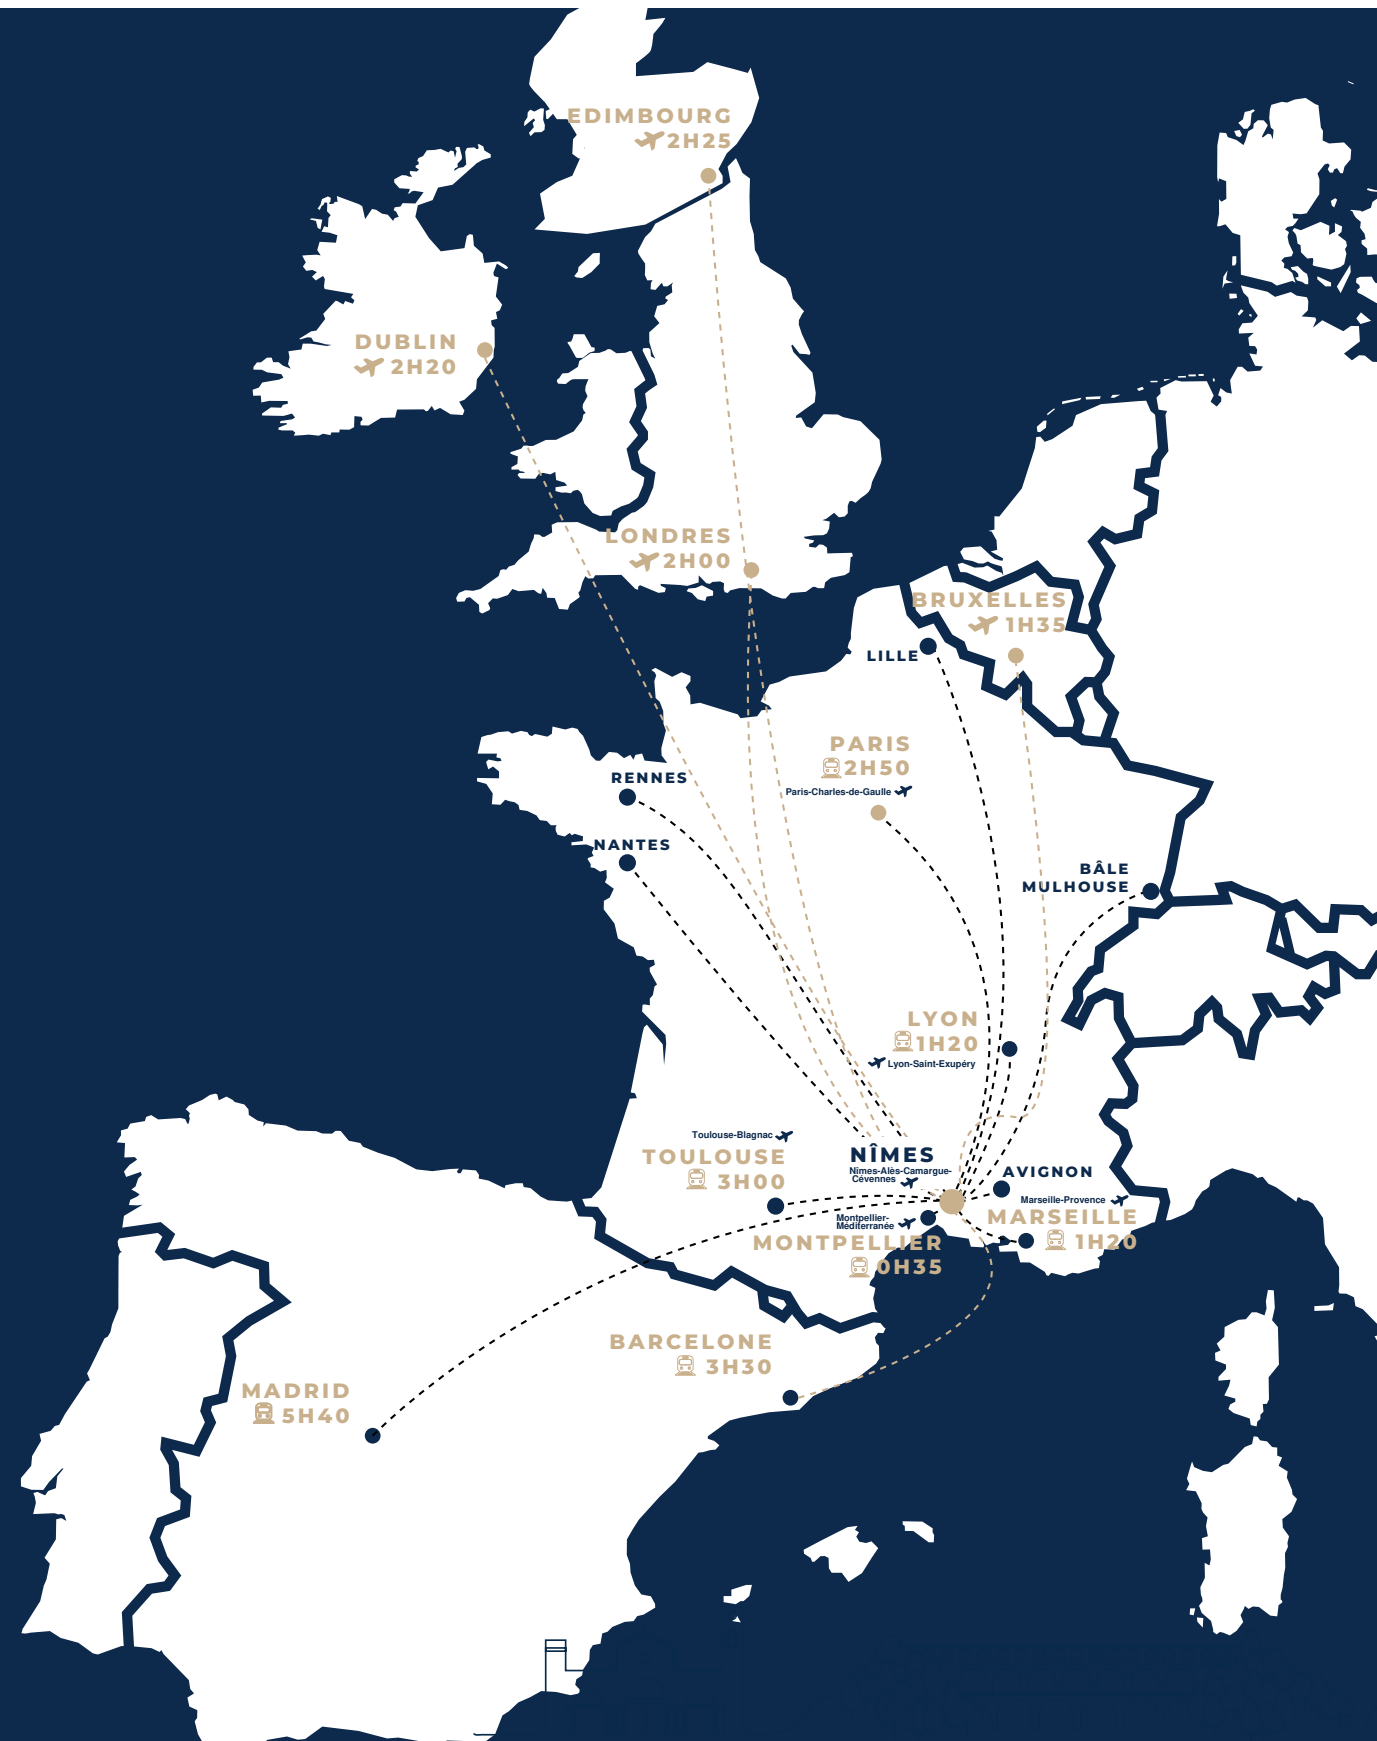 EDIMBOURG
2H25
DUBLIN
2H20
LONDRES
2H00
BRUXELLES
1H35
LILLE
PARIS
2H50
Paris-Charles-de-Gaulle
RENNES
NANTES
BÂLE
MULHOUSE
LYON
1H20
Lyon-Saint-Exupéry
Toulouse-Blagnac
TOULOUSE
3H00
NÎMES
Nîmes-Alès-Camargue-
Cévennes
AVIGNON
Marseille-Provence
MARSEILLE
1H20
Montpellier-
Méditerranée
MONTPELLIER
0H35
BARCELONE
3H30
MADRID
5H40